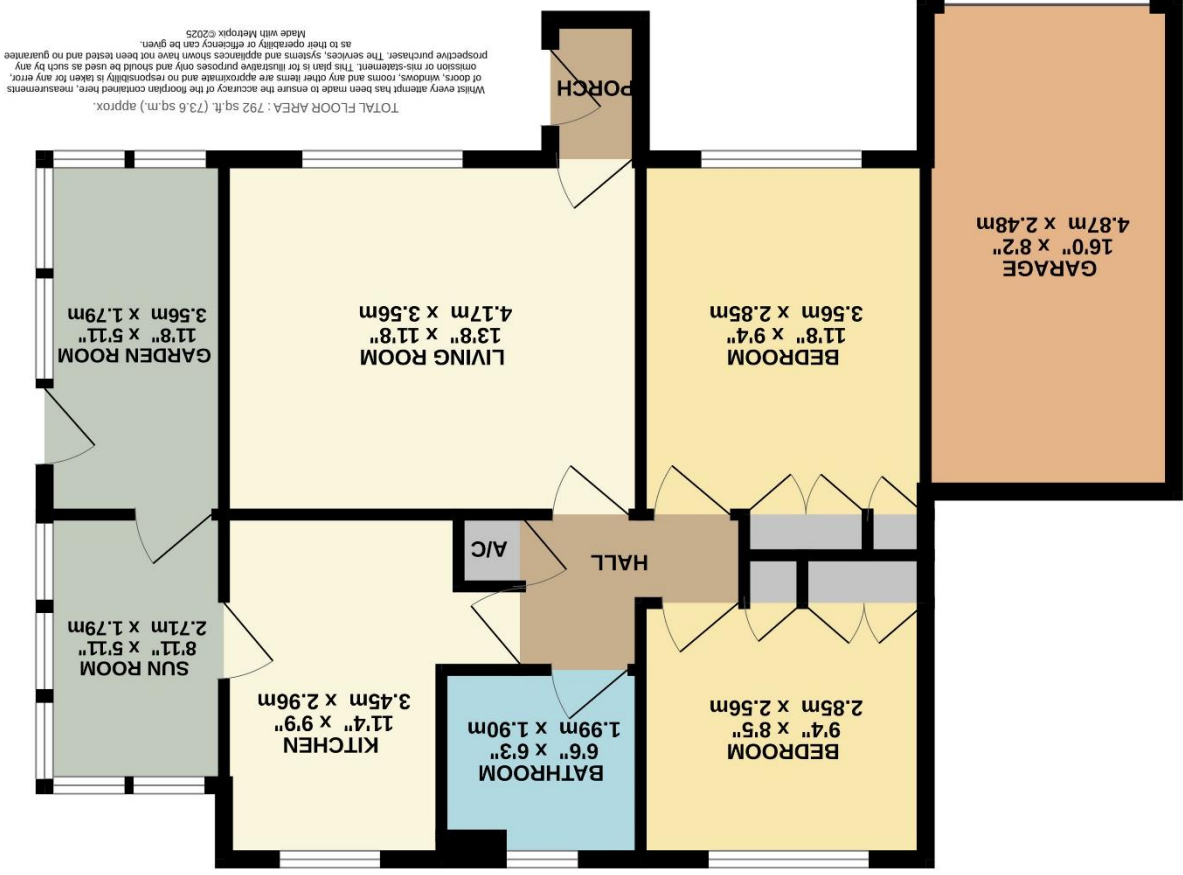 BEDROOM
9'4" x 8'5"
2.85m x 2.56m
BATHROOM
6'6" x 6'3"
1.99m x 1.90m
KITCHEN
11'4" x 9'9"
3.45m x 2.96m
SUN ROOM
8'11" x 5'11"
2.71m x 1.79m
HALL
A/C
GARAGE
16'0" x 8'2"
4.87m x 2.48m
BEDROOM
11'8" x 9'4"
3.56m x 2.85m
LIVING ROOM
13'8" x 11'8"
4.17m x 3.56m
GARDEN ROOM
11'8" x 5'11"
3.56m x 1.79m
PORCH
TOTAL FLOOR AREA : 792 sq.ft. (73.6 sq.m.) approx.
Whilst every attempt has been made to ensure the accuracy of the floorplan contained here, measurements
of doors, windows, rooms and any other items are approximate and no responsibility is taken for any error,
omission or mis-statement. This plan is for illustrative purposes only and should be used as such by any
prospective purchaser. The services, systems and appliances shown have not been tested and no guarantee
as to their operability or efficiency can be given.
Made with Metropix ©2025